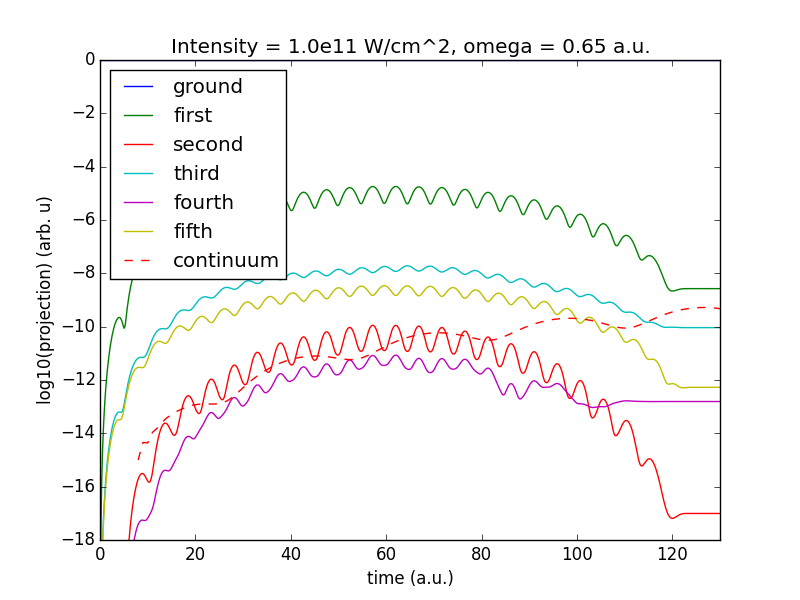 Intensity = 1.0e11 W/cm^2, omega = 0.65 a.u.
0
−2
−4
−6
−8
−10
−12
−14
−16
−18
log10(projection) (arb. u)
ground
first
second
third
fourth
fifth
continuum
0
20
40
60
80
100
120
time (a.u.)